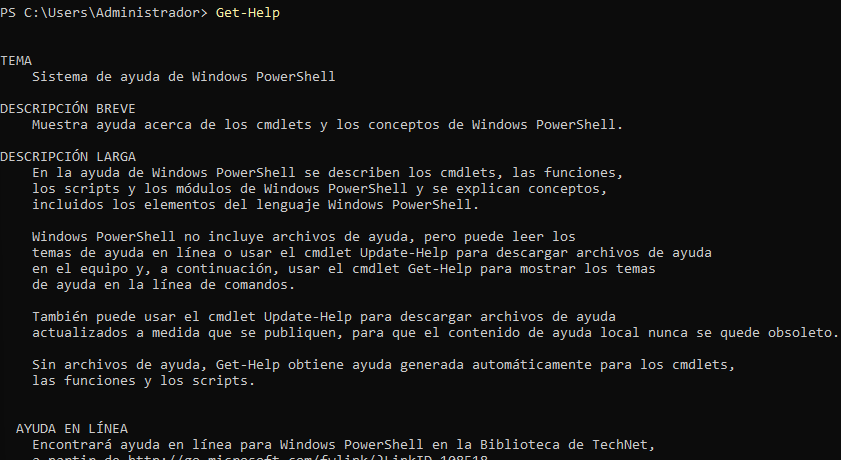 PS C:\Users\Administrador> Get-Help
TEMA
Sistema de ayuda de Windows PowerShell
DESCRIPCIÓN BREVE
Muestra ayuda acerca de los cmdlets y los conceptos de Windows PowerShell.
DESCRIPCIÓN LARGA
En la ayuda de Windows PowerShell se describen los cmdlets, las funciones,
los scripts y los módulos de Windows PowerShell y se explican conceptos,
incluidos los elementos del lenguaje Windows PowerShell.
Windows PowerShell no incluye archivos de ayuda, pero puede leer los
temas de ayuda en línea o usar el cmdlet Update-Help para descargar archivos de ayuda
en el equipo y, a continuación, usar el cmdlet Get-Help para mostrar los temas
de ayuda en la línea de comandos.
También puede usar el cmdlet Update-Help para descargar archivos de ayuda
actualizados a medida que se publiquen, para que el contenido de ayuda local nunca se quede obsoleto.
Sin archivos de ayuda, Get-Help obtiene ayuda generada automáticamente para los cmdlets,
las funciones y los scripts.
AYUDA EN LÍNEA
Encontrará ayuda en línea para Windows PowerShell en la Biblioteca de TechNet,
a partir de